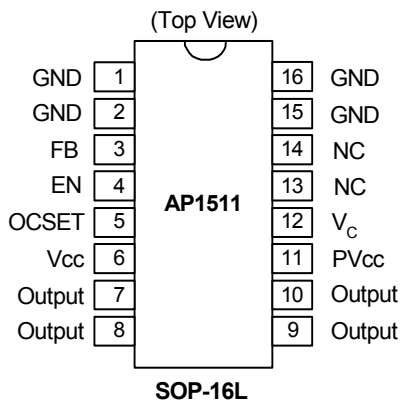 (Top View)
GND 1 16 GND
GND 2 15 GND
FB 3 14 NC
EN 4 13 NC
AP1511
OCSET 5 12 VC
Vcc 6 11 PVcc
Output 7 10 Output
Output 8 9 Output
SOP-16L